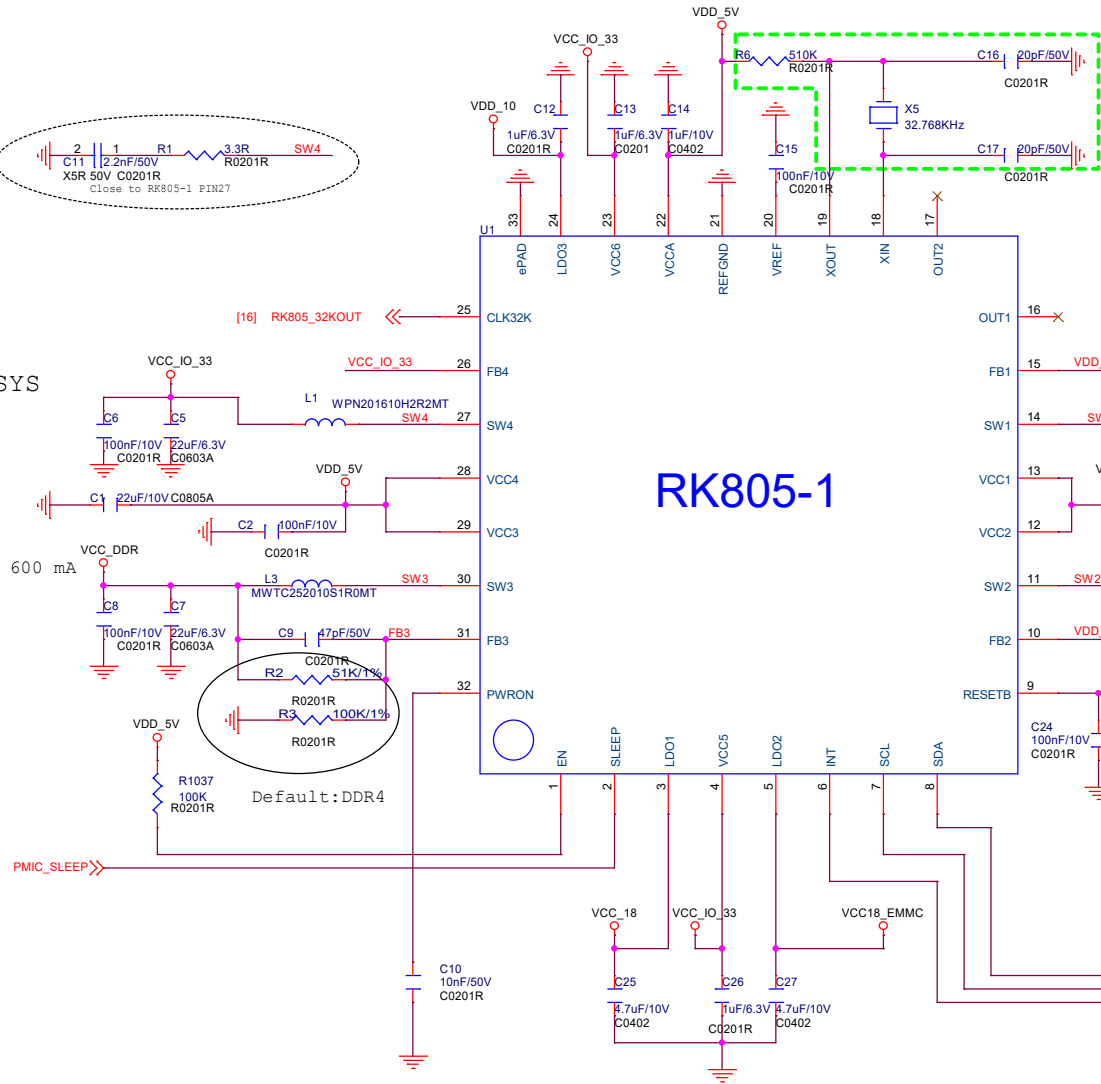 VDD_5V
VCC_IO_33
R6 510K
R0201R
C16 20pF/50V
C0201R
VDD_10
C12
1uF/6.3V
C0201R
C13
1uF/6.3V
C0201
C14
1uF/10V
C0402
X5
32.768KHz
C15
100nF/10V
C0201R
C17 20pF/50V
C0201R
2 1 R1 3.3R SW4
C11 2.2nF/50V R0201R
X5R 50V C0201R
Close to RK805-1 PIN27
U1
33 24 23 22 21 20 19 18 17
ePAD LDO3 VCC6 VCCA REFGND VREF XOUT XIN OUT2
[16] RK805_32KOUT 25 CLK32K
OUT1 16
VCC_IO_33 26 FB4
FB1 15 VDD_
SYS
VCC_IO_33
L1 WPN201610H2R2MT
SW4 27 SW4
SW1 14 SW
C6
100nF/10V
C0201R
C5
22uF/6.3V
C0603A
VDD_5V
28 VCC4
VCC1 13 V
RK805-1
C1 22uF/10V C0805A
C2 100nF/10V
C0201R
29 VCC3
VCC2 12
VCC_DDR
600 mA
L3
MWTC252010S1R0MT
SW3 30 SW3
SW2 11 SW2
C8
100nF/10V
C0201R
C7
22uF/6.3V
C0603A
C9 47pF/50V FB3 31 FB3
C0201R
FB2 10 VDD_
R2 51K/1%
R0201R
R3 100K/1%
R0201R
Default:DDR4
32 PWRON
RESETB 9
C24
100nF/10V
C0201R
VDD_5V
R1037
100K
R0201R
EN SLEEP LDO1 VCC5 LDO2 INT SCL SDA
1 2 3 4 5 6 7 8
PMIC_SLEEP
VCC_18 VCC_IO_33 VCC18_EMMC
C10
10nF/50V
C0201R
C25
4.7uF/10V
C0402
C26
1uF/6.3V
C0201R
C27
4.7uF/10V
C0402